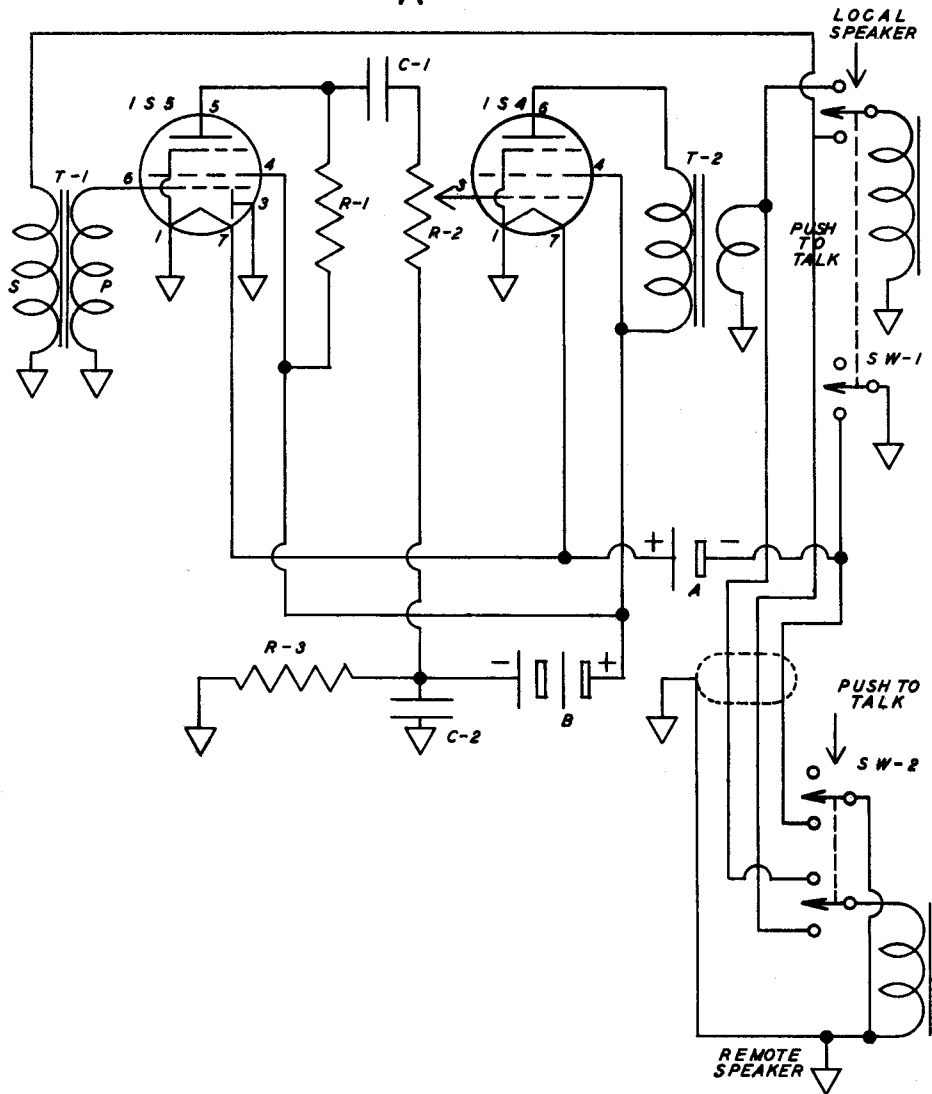 LOCAL
SPEAKER
C-1
1S5
5
1S4
6
T-1
6
4
3
4
T-2
R-1
3
R-2
1
7
1
7
S
P
PUSH
TO
TALK
SW-1
+
-
A
R-3
-
+
B
C-2
PUSH TO
TALK
SW-2
REMOTE
SPEAKER